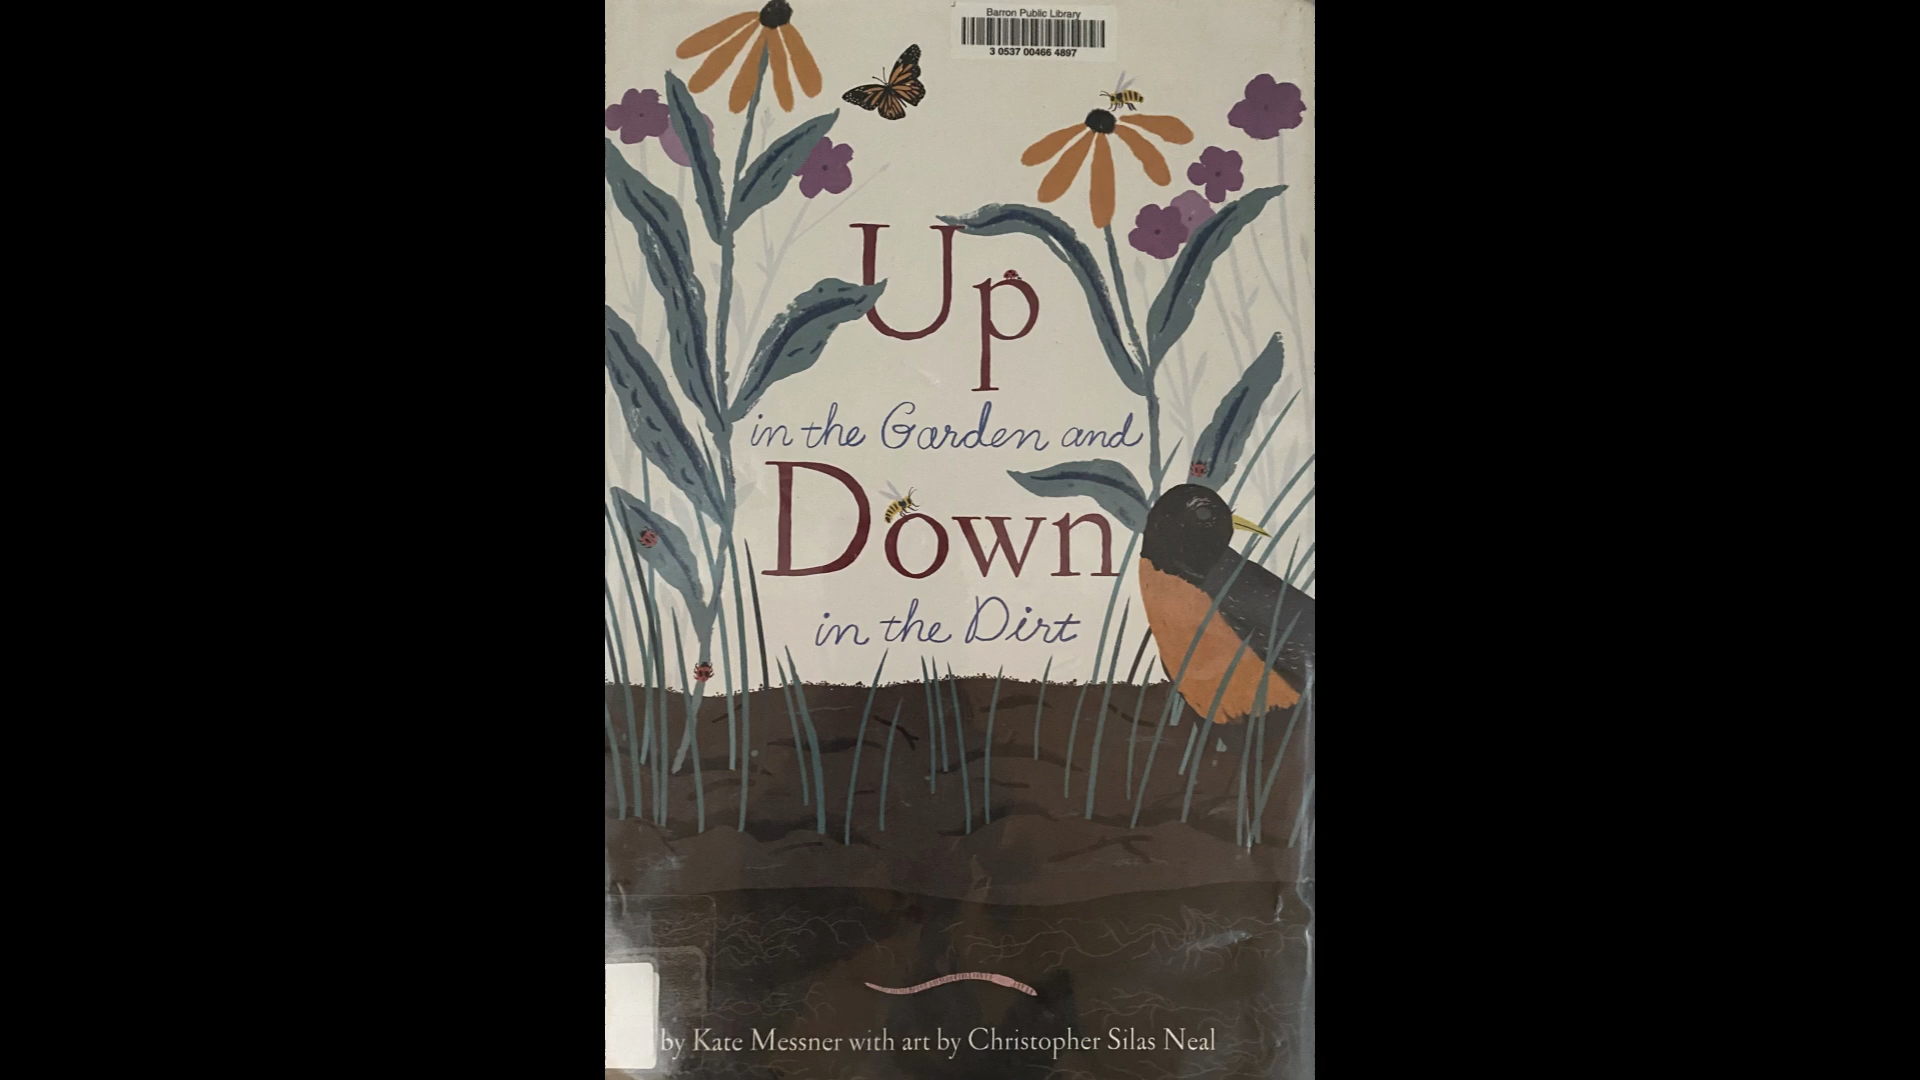 Barron Public Library
3 0537 00466 4897
Up
in the Garden and
Down
in the Dirt
by Kate Messner with art by Christopher Silas Neal